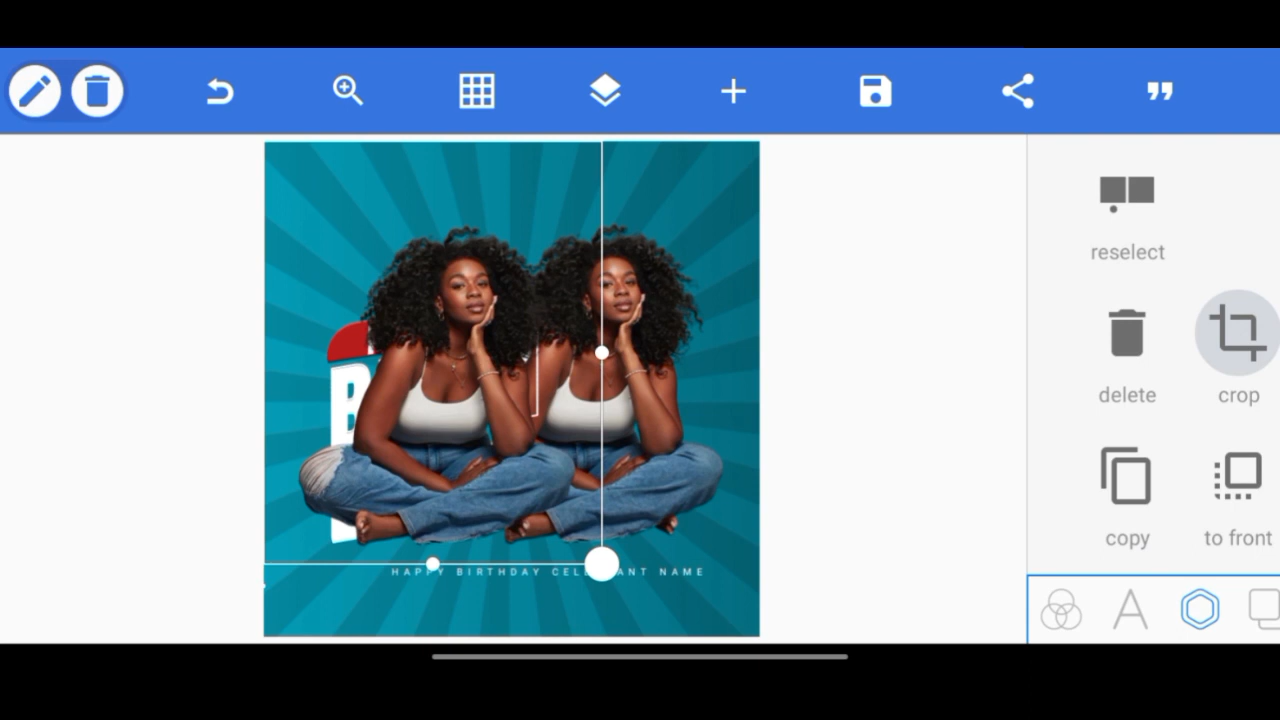 reselect
delete
crop
copy
to front
B
HAPPY BIRTHDAY
NAME